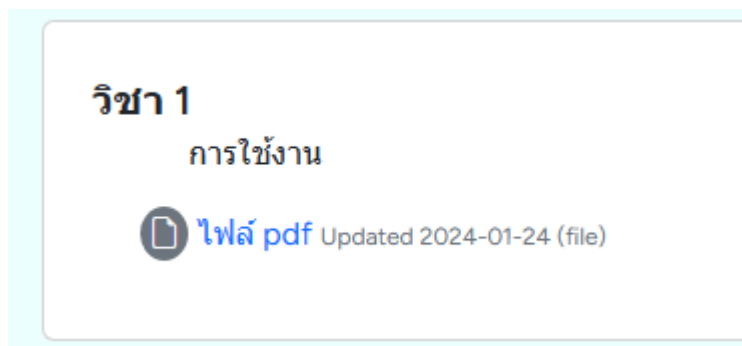 วิชา 1
การใช้งาน
ไฟล์ pdf Updated 2024-01-24 (file)